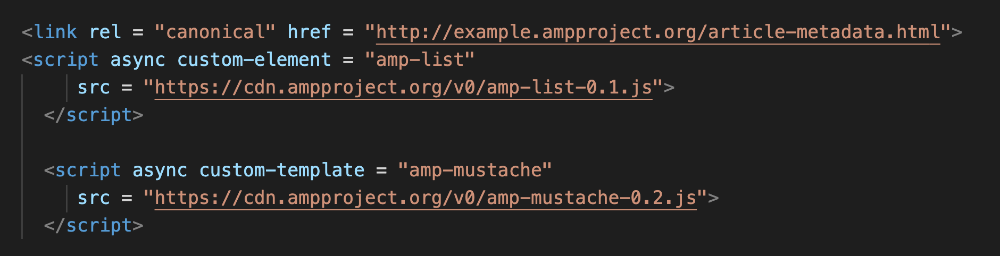 <link rel = "canonical" href = "http://example.ampproject.org/article-metadata.html">
<script async custom-element = "amp-list"
src = "https://cdn.ampproject.org/v0/amp-list-0.1.js">
</script>
<script async custom-template = "amp-mustache"
src = "https://cdn.ampproject.org/v0/amp-mustache-0.2.js">
</script>